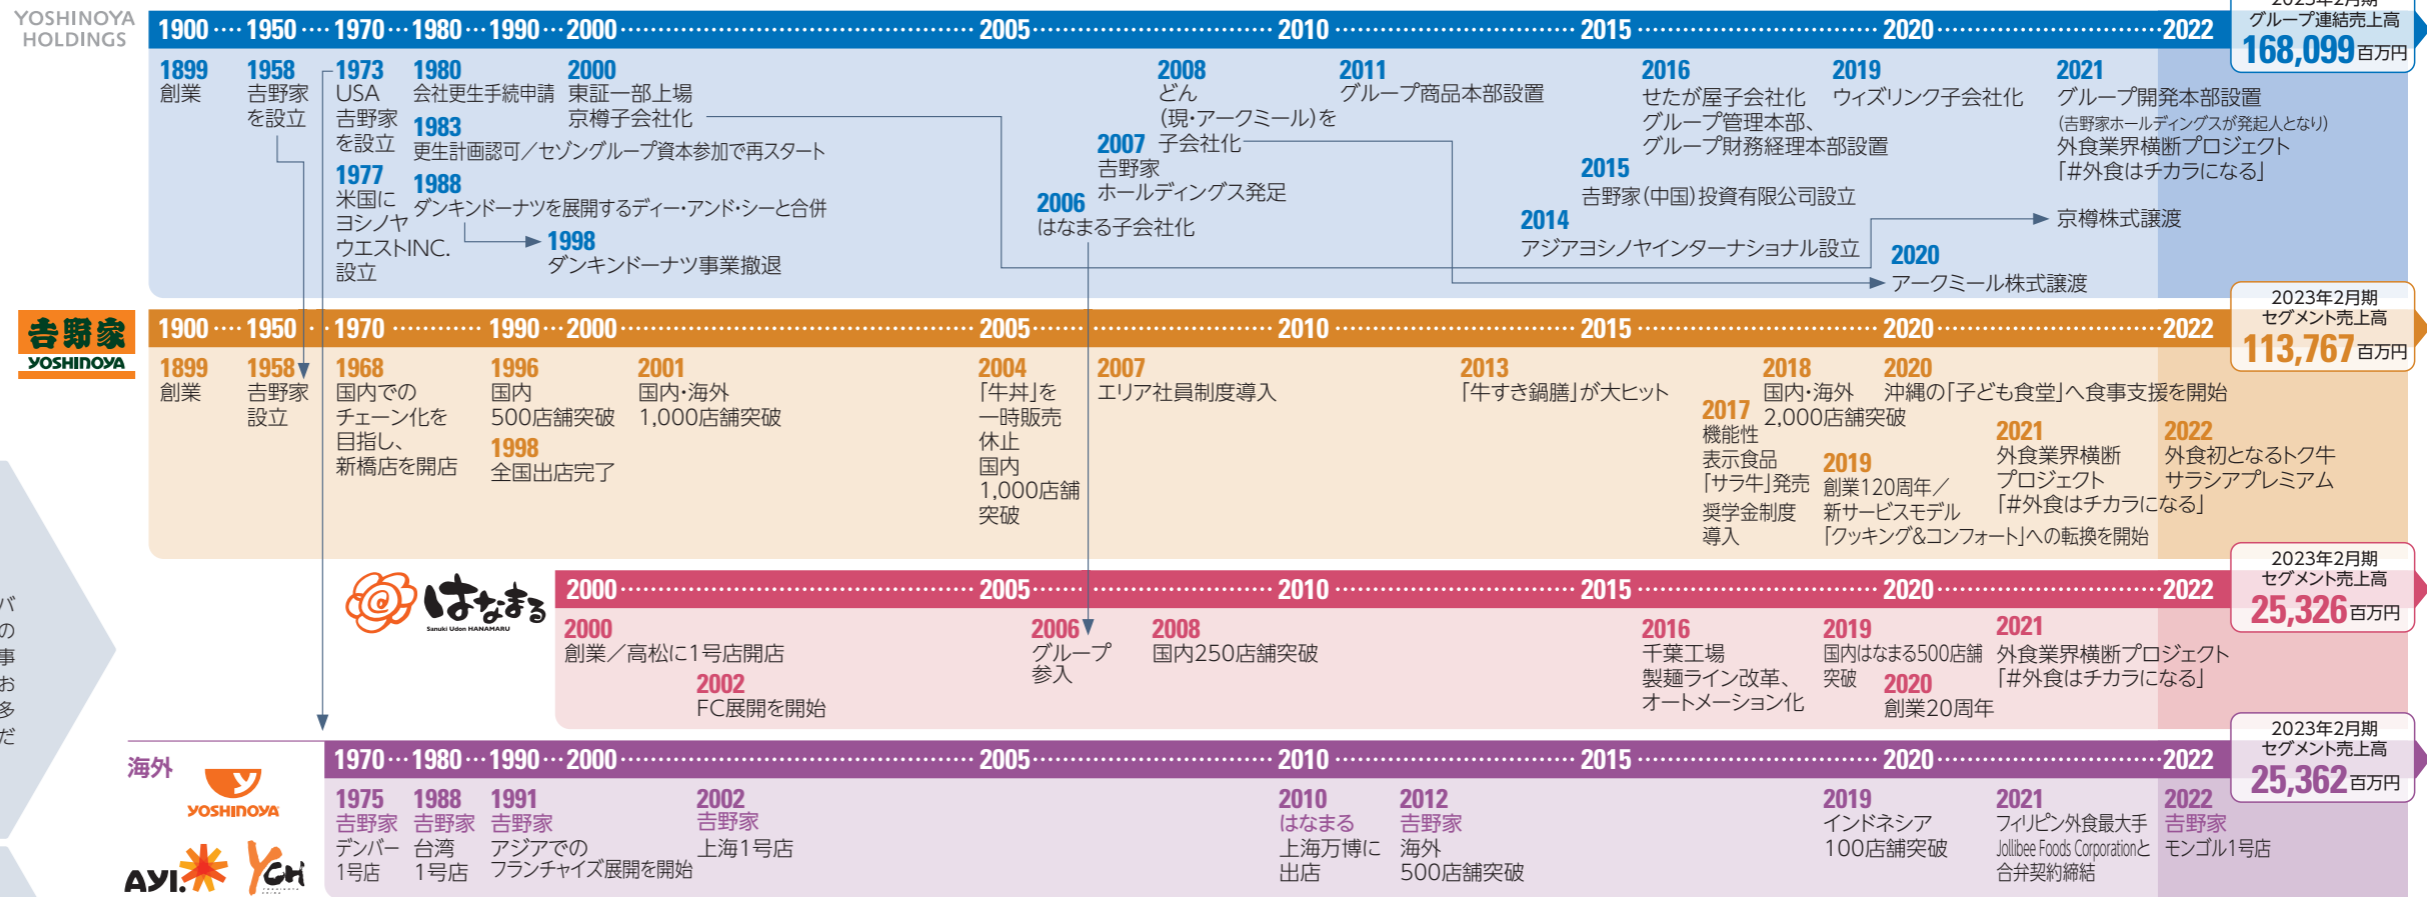 YOSHINOYA
HOLDINGS
1900 ···· 1950 ···· 1970 ··· 1980 ··· 1990 ··· 2000 ··· 2005 ··· 2010 ··· 2015 ··· 2020 ··· 2022
2023年2月期
グループ連結売上高
168,099百万円
1899
創業
1958
吉野家
を設立
1973
USA
吉野家
を設立
1977
米国に
ヨシノヤ
ウエストINC.
設立
1980
会社更生手続申請
1983
更生計画認可／セゾングループ資本参加で再スタート
1988
ダンキンドーナツを展開するディー・アンド・シーと合併
1998
ダンキンドーナツ事業撤退
2000
東証一部上場
京樽子会社化
2006
はなまる子会社化
2007
吉野家
ホールディングス発足
2008
どん
(現・アークミール)を
子会社化
2011
グループ商品本部設置
2014
アジアヨシノヤインターナショナル設立
2015
吉野家(中国)投資有限公司設立
2016
せたが屋子会社化
グループ管理本部、
グループ財務経理本部設置
2019
ウィズリンク子会社化
2020
アークミール株式譲渡
2021
グループ開発本部設置
(吉野家ホールディングスが発起人となり)
外食業界横断プロジェクト
「#外食はチカラになる」
京樽株式譲渡
吉野家
YOSHINOYA
1900 ···· 1950 ·· 1970 ··· 1990 ··· 2000 ··· 2005 ··· 2010 ··· 2015 ··· 2020 ··· 2022
2023年2月期
セグメント売上高
113,767百万円
1899
創業
1958
吉野家
設立
1968
国内での
チェーン化を
目指し、
新橋店を開店
1996
国内
500店舗突破
1998
全国出店完了
2001
国内・海外
1,000店舗突破
2004
「牛丼」を
一時販売
休止
国内
1,000店舗
突破
2007
エリア社員制度導入
2013
「牛すき鍋膳」が大ヒット
2017
機能性
表示食品
「サラ牛」発売
奨学金制度
導入
2018
国内・海外
2,000店舗突破
2019
創業120周年／
新サービスモデル
「クッキング&コンフォート」への転換を開始
2020
沖縄の「子ども食堂」へ食事支援を開始
2021
外食業界横断
プロジェクト
「#外食はチカラになる」
2022
外食初となるトク牛
サラシアプレミアム
はなまる
Sanuki Udon HANAMARU
2000 ··· 2005 ··· 2010 ··· 2015 ··· 2020 ··· 2022
2023年2月期
セグメント売上高
25,326百万円
2000
創業／高松に1号店開店
2002
FC展開を開始
2006
グループ
参入
2008
国内250店舗突破
2016
千葉工場
製麺ライン改革、
オートメーション化
2019
国内はなまる500店舗
突破
2020
創業20周年
2021
外食業界横断プロジェクト
「#外食はチカラになる」
バ
の
事
お
多
だ
海外
YOSHINOYA
AYI.
YCH
1970 ··· 1980 ··· 1990 ··· 2000 ··· 2005 ··· 2010 ··· 2015 ··· 2020 ··· 2022
2023年2月期
セグメント売上高
25,362百万円
1975
吉野家
デンバー
1号店
1988
吉野家
台湾
1号店
1991
吉野家
アジアでの
フランチャイズ展開を開始
2002
吉野家
上海1号店
2010
はなまる
上海万博に
出店
2012
吉野家
海外
500店舗突破
2019
インドネシア
100店舗突破
2021
フィリピン外食最大手
Jollibee Foods Corporationと
合弁契約締結
2022
吉野家
モンゴル1号店